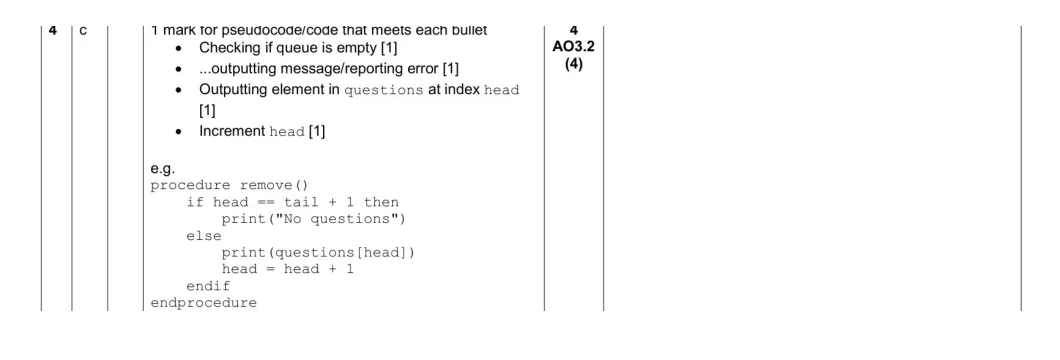 4 c 1 mark for pseudocode/code that meets each bullet 4
• Checking if queue is empty [1] AO3.2
• ...outputting message/reporting error [1] (4)
• Outputting element in questions at index head
[1]
• Increment head [1]
e.g.
procedure remove()
if head == tail + 1 then
print("No questions")
else
print(questions[head])
head = head + 1
endif
endprocedure